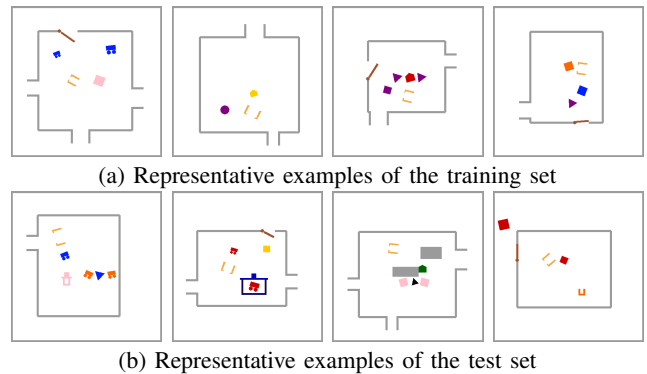 (a) Representative examples of the training set
(b) Representative examples of the test set